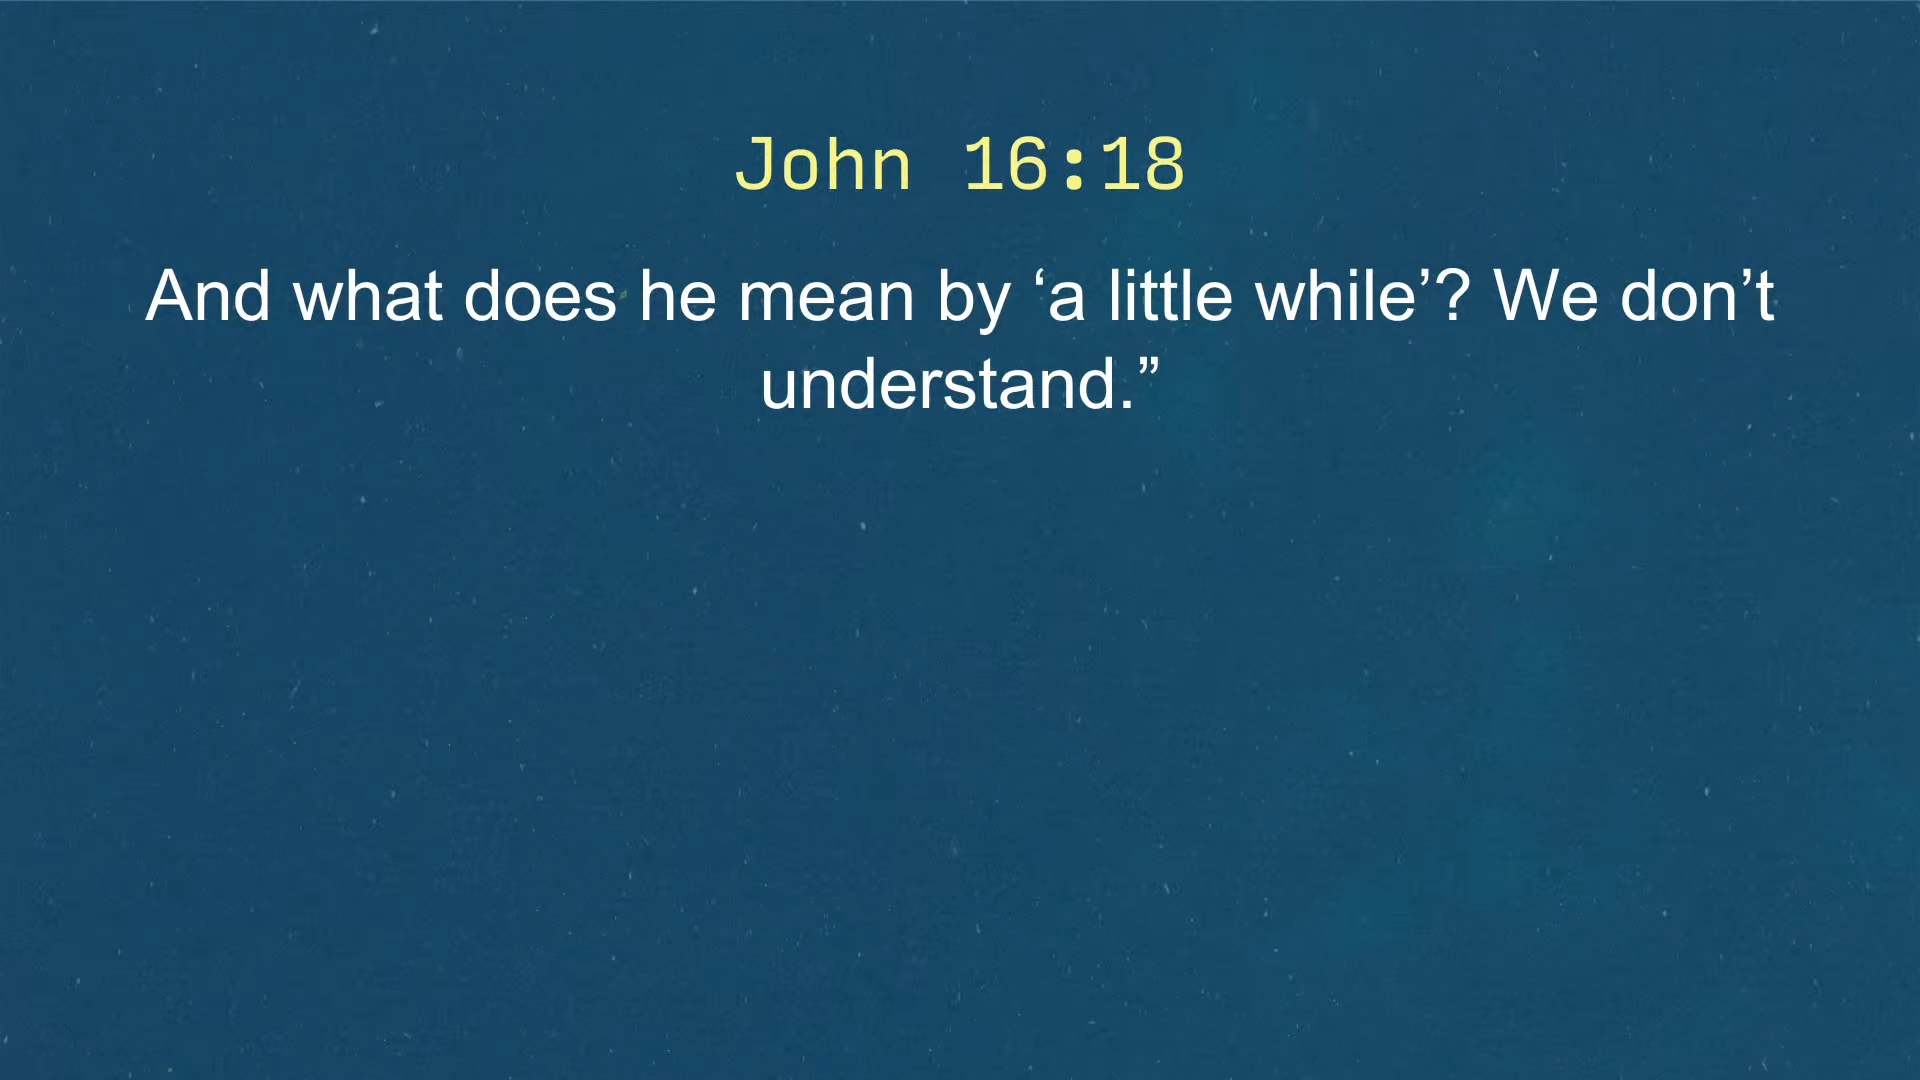 John 16:18
And what does he mean by ‘a little while’? We don’t
understand.”